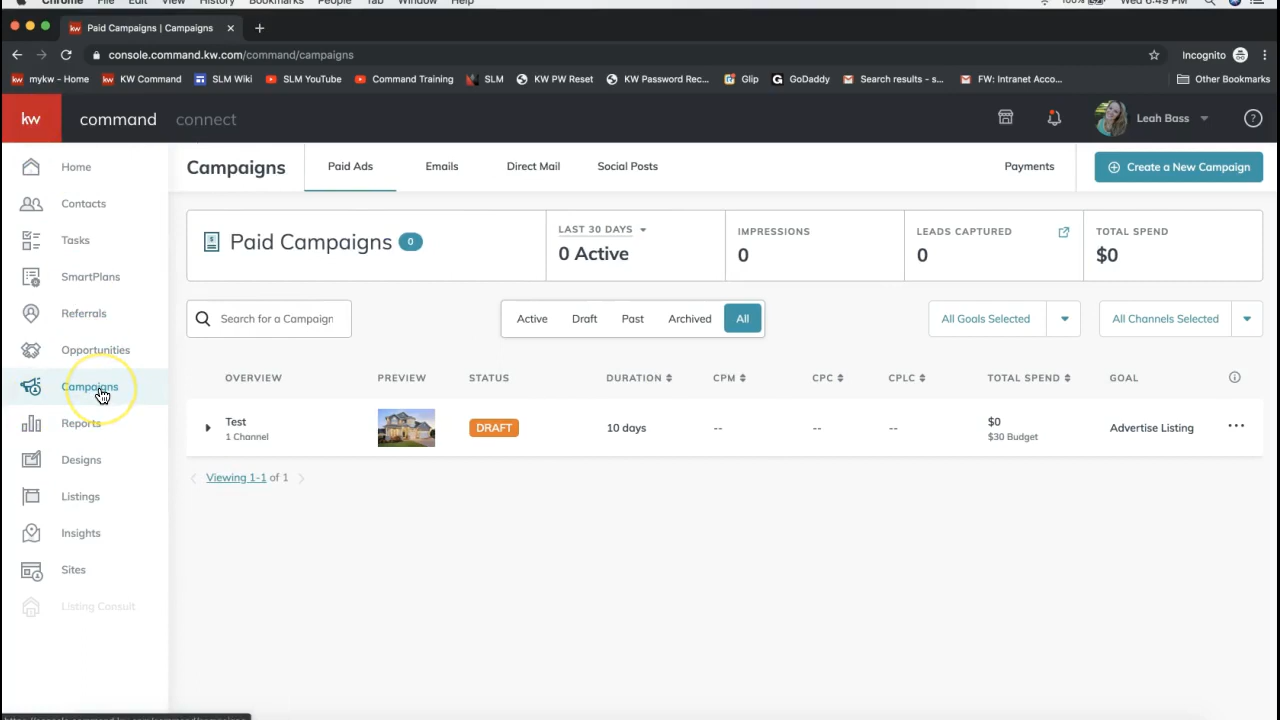 Chrome File Edit View History Bookmarks People Tab Window Help 100% Wed 6:49 PM
kw Paid Campaigns | Campaigns
console.command.kw.com/command/campaigns Incognito
kw mykw - Home kw KW Command SLM Wiki SLM YouTube Command Training SLM KW PW Reset KW Password Rec... Glip GoDaddy Search results - s... FW: Intranet Acco... Other Bookmarks
kw command connect Leah Bass ?
Home
Contacts
Tasks
SmartPlans
Referrals
Opportunities
Campaigns
Reports
Designs
Listings
Insights
Sites
Listing Consult
Campaigns Paid Ads Emails Direct Mail Social Posts Payments Create a New Campaign
Paid Campaigns 0
LAST 30 DAYS
0 Active
IMPRESSIONS
0
LEADS CAPTURED
0
TOTAL SPEND
$0
Search for a Campaign Active Draft Past Archived All All Goals Selected All Channels Selected
OVERVIEW PREVIEW STATUS DURATION CPM CPC CPLC TOTAL SPEND GOAL
Test
1 Channel
DRAFT 10 days -- -- --
$0
$30 Budget
Advertise Listing
Viewing 1-1 of 1